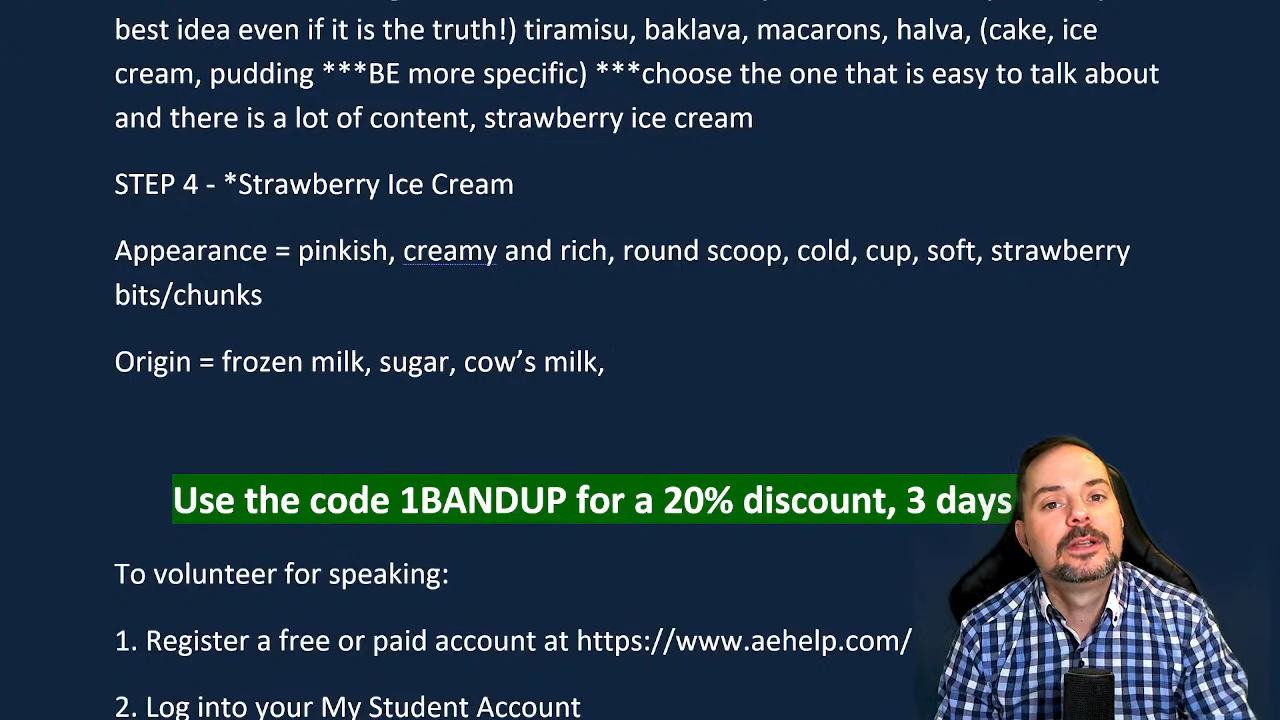 best idea even if it is the truth!) tiramisu, baklava, macarons, halva, (cake, ice
cream, pudding ***BE more specific) ***choose the one that is easy to talk about
and there is a lot of content, strawberry ice cream
STEP 4 - *Strawberry Ice Cream
Appearance = pinkish, creamy and rich, round scoop, cold, cup, soft, strawberry
bits/chunks
Origin = frozen milk, sugar, cow’s milk,
Use the code 1BANDUP for a 20% discount, 3 days
To volunteer for speaking:
1. Register a free or paid account at https://www.aehelp.com/
2. Log into your My Student Account